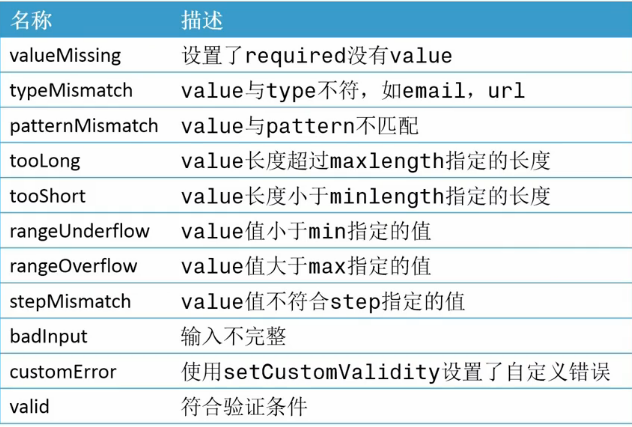 名称 描述
valueMissing 设置了required没有value
typeMismatch value与type不符，如email，url
patternMismatch value与pattern不匹配
tooLong value长度超过maxlength指定的长度
tooShort value长度小于minlength指定的长度
rangeUnderflow value值小于min指定的值
rangeOverflow value值大于max指定的值
stepMismatch value值不符合step指定的值
badInput 输入不完整
customError 使用setCustomValidity设置了自定义错误
valid 符合验证条件